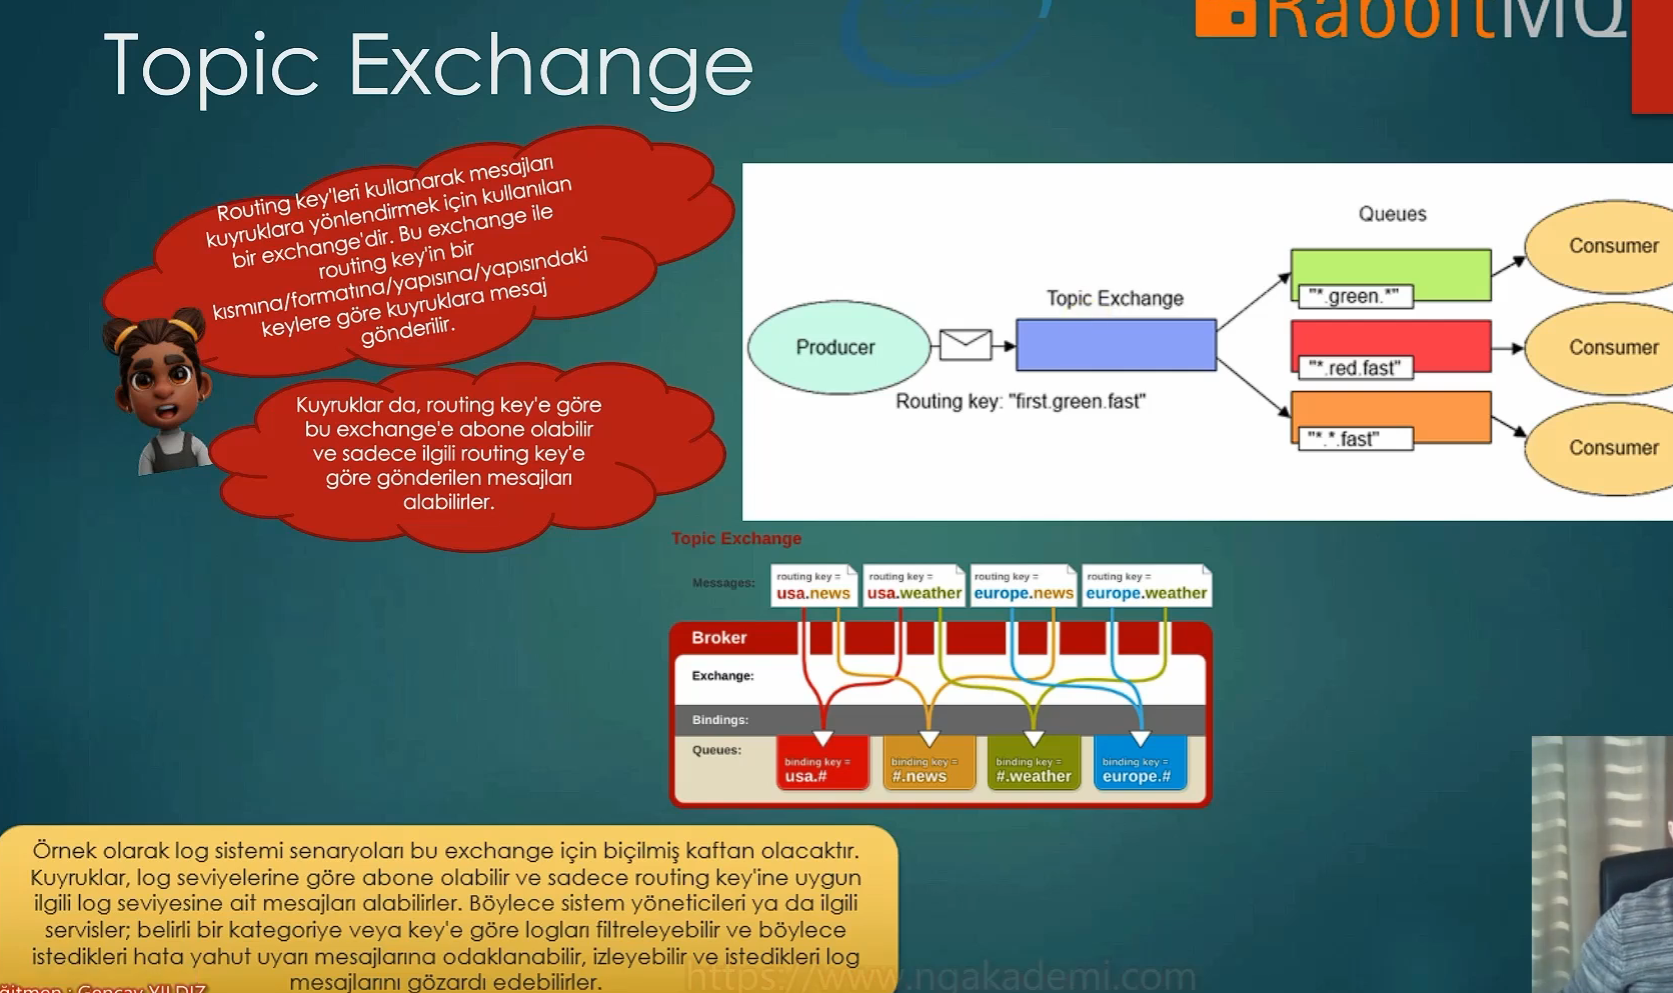 RabbitMQ
Topic Exchange
Routing key'leri kullanarak mesajları
kuyruklara yönlendirmek için kullanılan
bir exchange'dir. Bu exchange ile
routing key'in bir
kısmına/formatına/yapısına/yapısındaki
keylere göre kuyruklara mesaj
gönderilir.
Kuyruklar da, routing key'e göre
bu exchange'e abone olabilir
ve sadece ilgili routing key'e
göre gönderilen mesajları
alabilirler.
Queues
Topic Exchange
Producer
Routing key: "first.green.fast"
"*.green.*"
"*.red.fast"
"*.*.fast"
Consumer
Consumer
Consumer
Topic Exchange
Messages:
routing key =
usa.news
routing key =
usa.weather
routing key =
europe.news
routing key =
europe.weather
Broker
Exchange:
Bindings:
Queues:
binding key =
usa.#
binding key =
#.news
binding key =
#.weather
binding key =
europe.#
Örnek olarak log sistemi senaryoları bu exchange için biçilmiş kaftan olacaktır.
Kuyruklar, log seviyelerine göre abone olabilir ve sadece routing key'ine uygun
ilgili log seviyesine ait mesajları alabilirler. Böylece sistem yöneticileri ya da ilgili
servisler; belirli bir kategoriye veya key'e göre logları filtreleyebilir ve böylece
istedikleri hata yahut uyarı mesajlarına odaklanabilir, izleyebilir ve istedikleri log
mesajlarını gözardı edebilirler.
https://www.ngakademi.com
ğitmen : Gençay YILDIZ